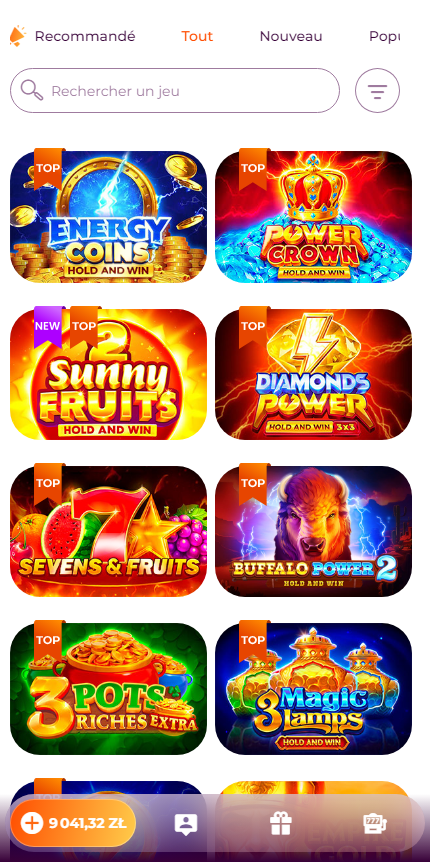 Recommandé Tout Nouveau
Rechercher un jeu
TOP
ENERGY
COINS
HOLD AND WIN
TOP
POWER
CROWN
HOLD AND WIN
NEW TOP
2
Sunny
FRUITS
HOLD AND WIN
TOP
DIAMONDS
POWER
HOLD AND WIN 3X3
TOP
7
SEVENS & FRUITS
TOP
BUFFALO POWER 2
HOLD AND WIN
TOP
3 POTS
RICHES EXTRA
TOP
3 Magic
lamps
HOLD AND WIN
9 041,32 ZŁ
777